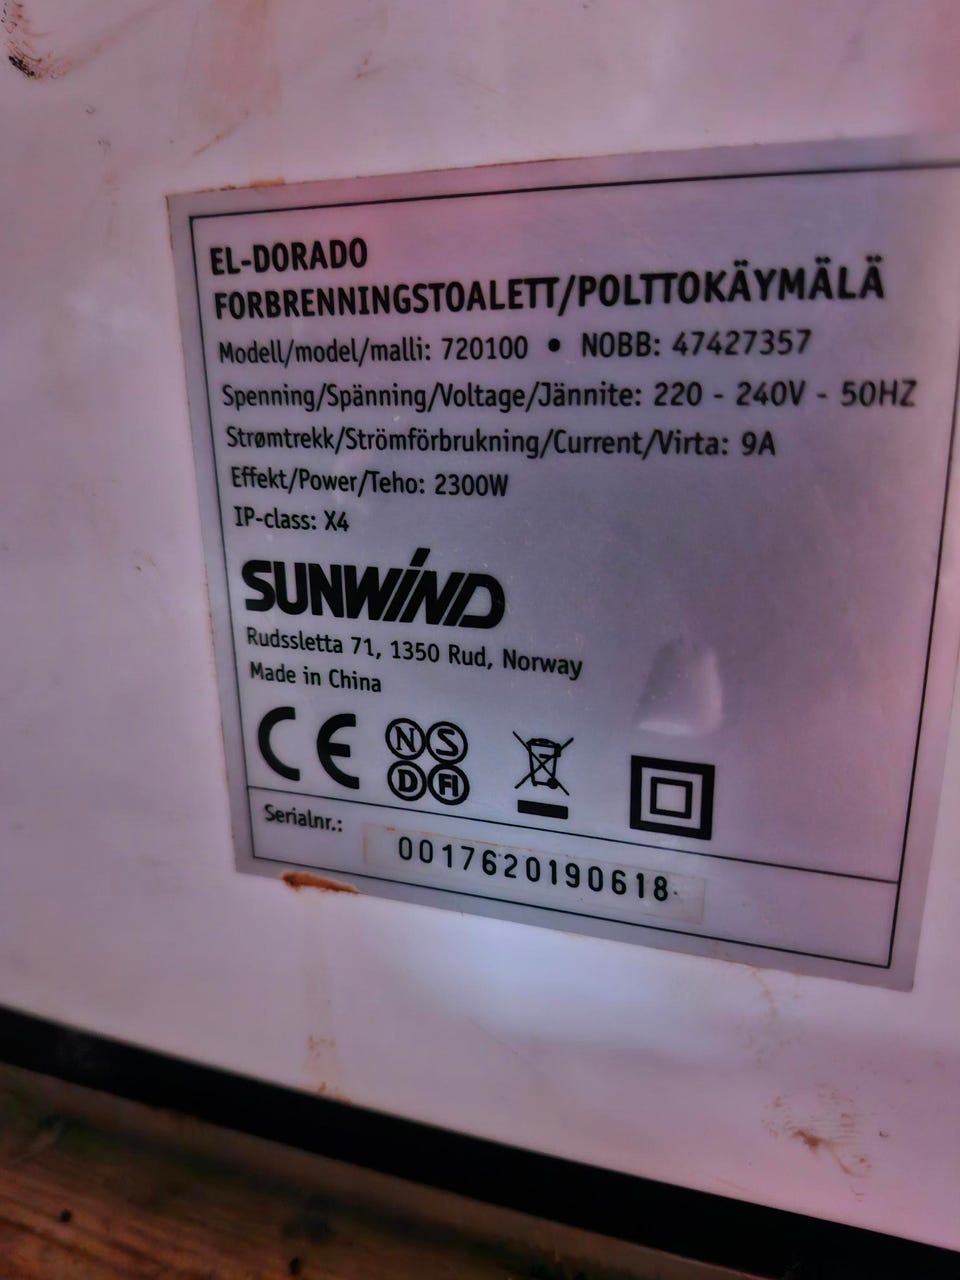 EL-DORADO
FORBRENNINGSTOALETT/POLTTOKÄYMÄLÄ
Modell/model/malli: 720100 • NOBB: 47427357
Spenning/Spänning/Voltage/Jännite: 220 - 240V - 50HZ
Strømtrekk/Strömförbrukning/Current/Virta: 9A
Effekt/Power/Teho: 2300W
IP-class: X4
SUNWIND
Rudssletta 71, 1350 Rud, Norway
Made in China
CE N S D FI
Serialnr.: 0017620190618